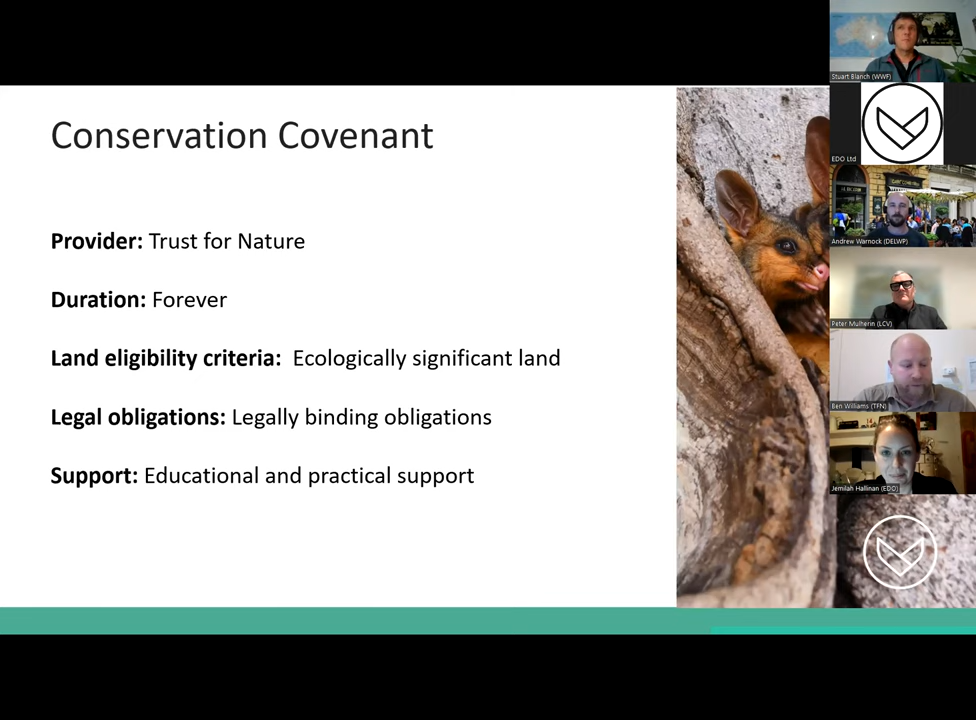 Conservation Covenant
Provider: Trust for Nature
Duration: Forever
Land eligibility criteria: Ecologically significant land
Legal obligations: Legally binding obligations
Support: Educational and practical support
Stuart Blanch (WWF)
EDO Ltd
Andrew Warnock (DELWP)
Peter Mulherin (LCV)
Ben Williams (TFN)
Jemilah Hallinan (EDO)